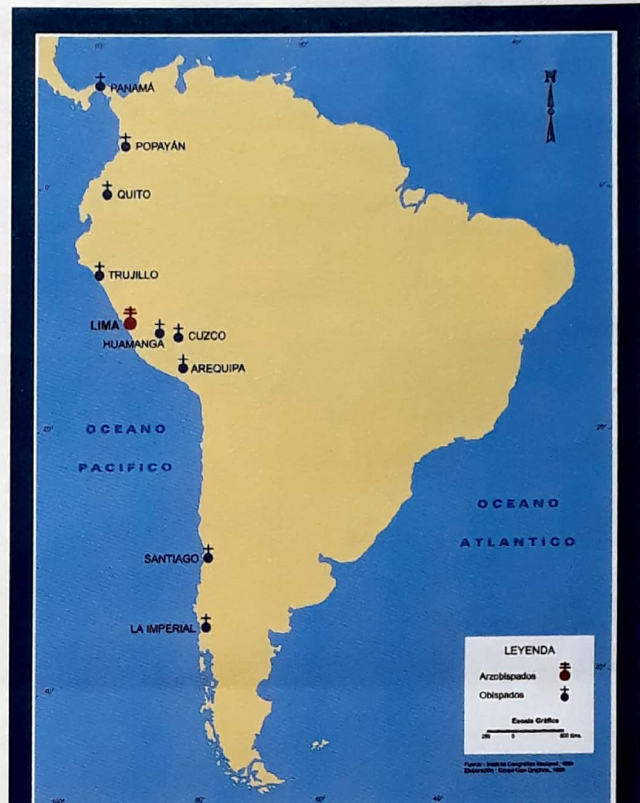 PANAMÁ
POPAYÁN
QUITO
TRUJILLO
LIMA
HUAMANGA
CUZCO
AREQUIPA
OCEANO
PACIFICO
OCEANO
ATLANTICO
SANTIAGO
LA IMPERIAL
N
LEYENDA
Arzobispados
Obispados
Escala Gráfica